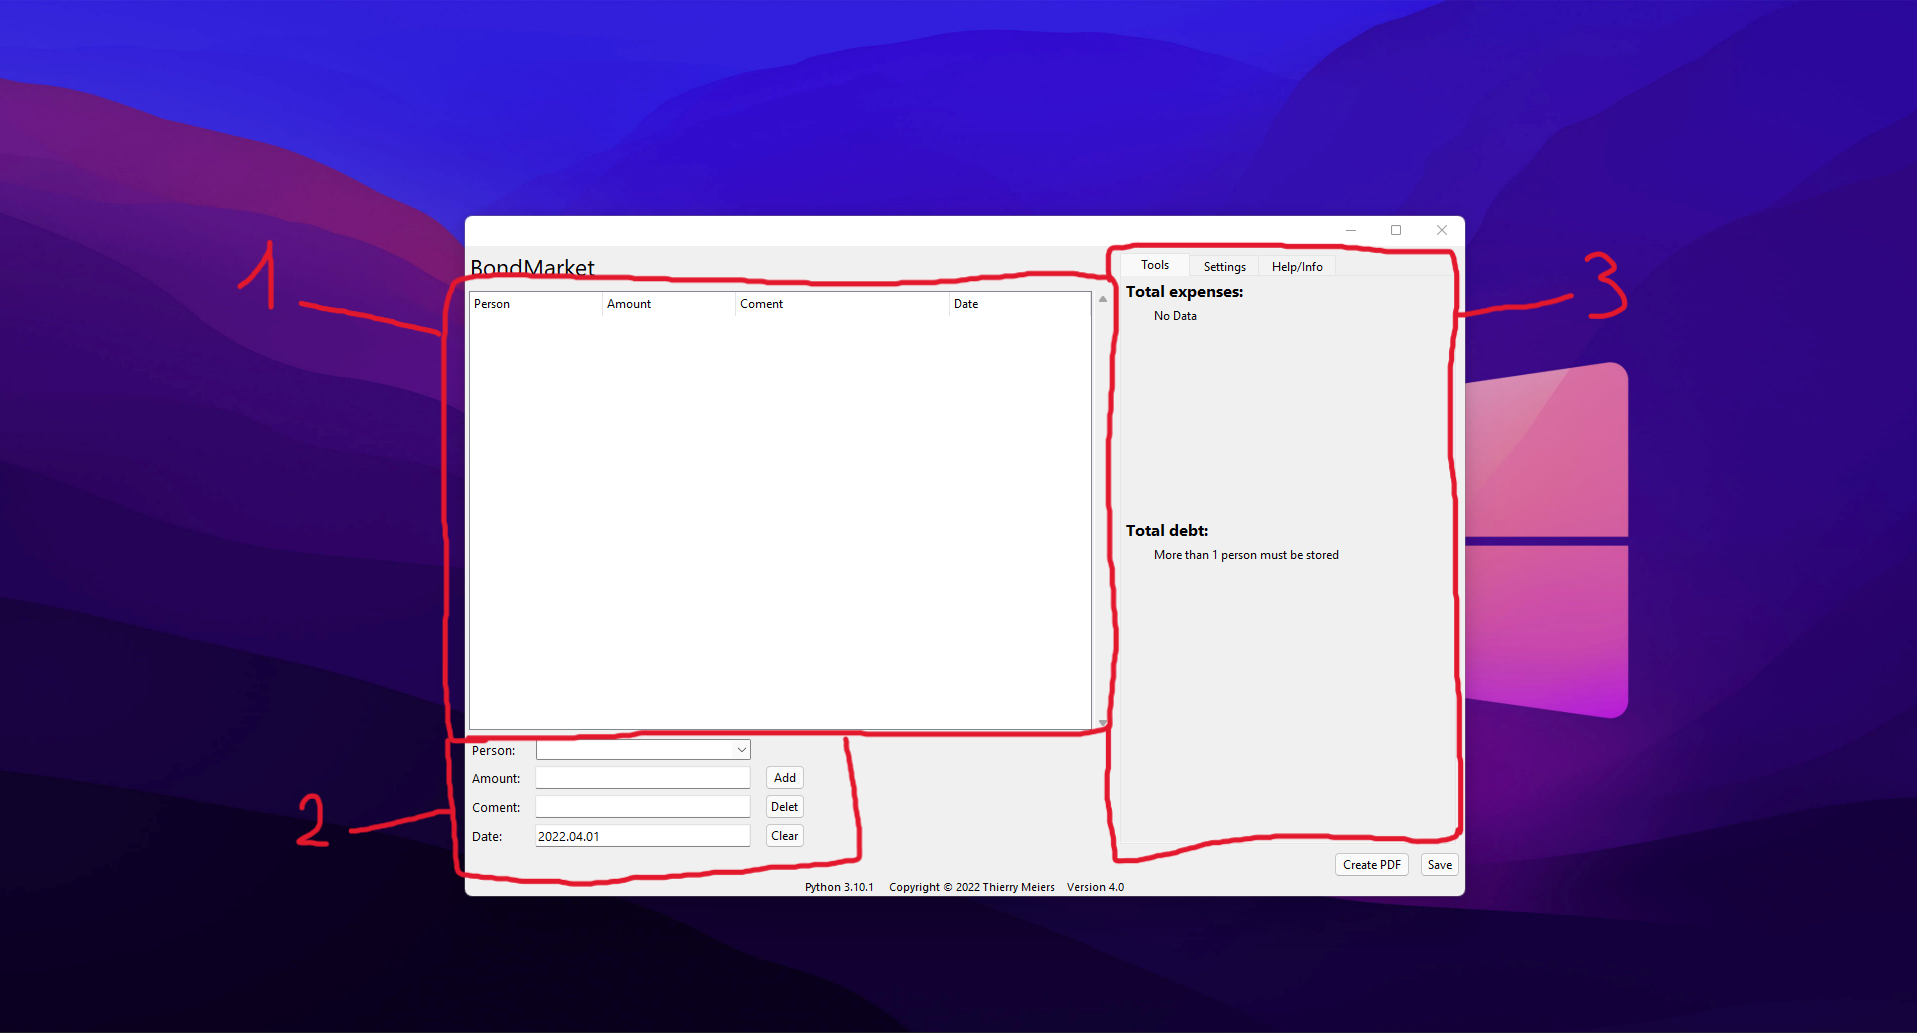 BondMarket
Person Amount Coment Date
Person:
Amount: Add
Coment: Delet
Date: 2022.04.01 Clear
Tools Settings Help/Info
Total expenses:
No Data
Total debt:
More than 1 person must be stored
Create PDF Save
Python 3.10.1 Copyright © 2022 Thierry Meiers Version 4.0
1
2
3